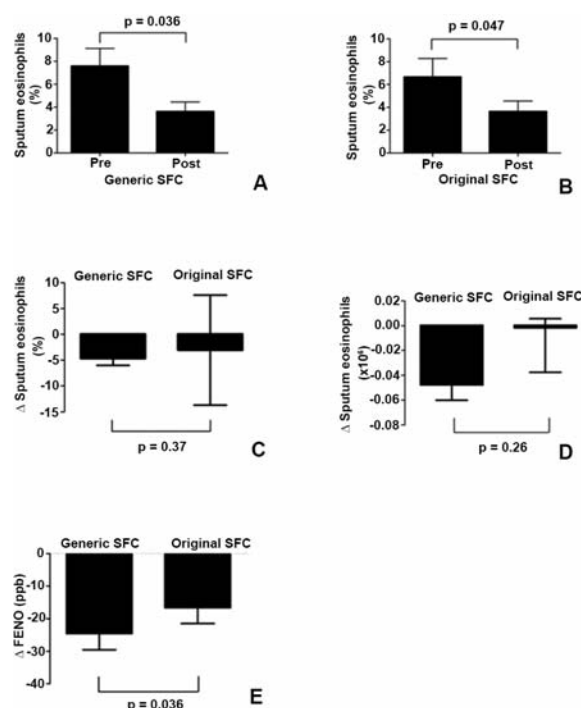 p = 0.036
Sputum eosinophils
(%)
10
8
6
4
2
0
Pre
Post
Generic SFC
A
p = 0.047
Sputum eosinophils
(%)
10
8
6
4
2
0
Pre
Post
Original SFC
B
Generic SFC
Original SFC
Δ Sputum eosinophils
(%)
10
5
0
-5
-10
-15
p = 0.37
C
Generic SFC
Original SFC
Δ Sputum eosinophils
(x10⁶)
0.02
0.00
-0.02
-0.04
-0.06
-0.08
p = 0.26
D
Generic SFC
Original SFC
Δ FENO (ppb)
0
-10
-20
-30
-40
p = 0.036
E